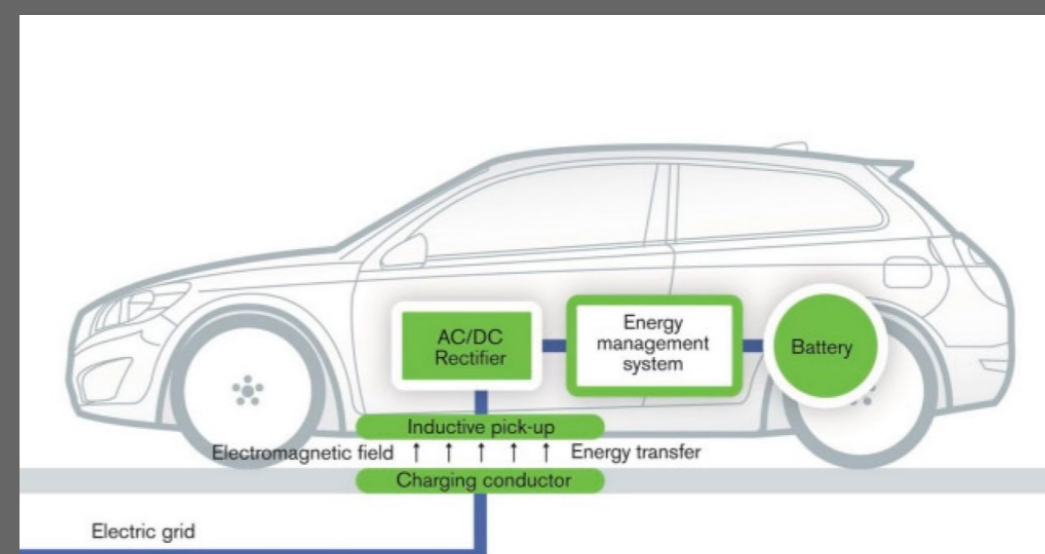 AC/DC
Rectifier
Energy
management
system
Battery
Inductive pick-up
Electromagnetic field
Energy transfer
Charging conductor
Electric grid